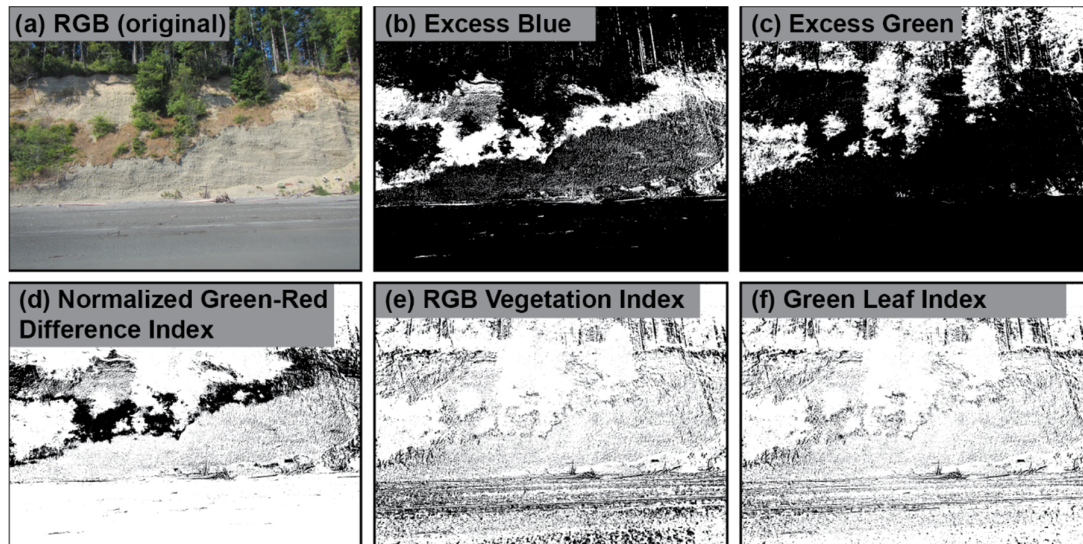 (a) RGB (original)
(b) Excess Blue
(c) Excess Green
(d) Normalized Green-Red
Difference Index
(e) RGB Vegetation Index
(f) Green Leaf Index